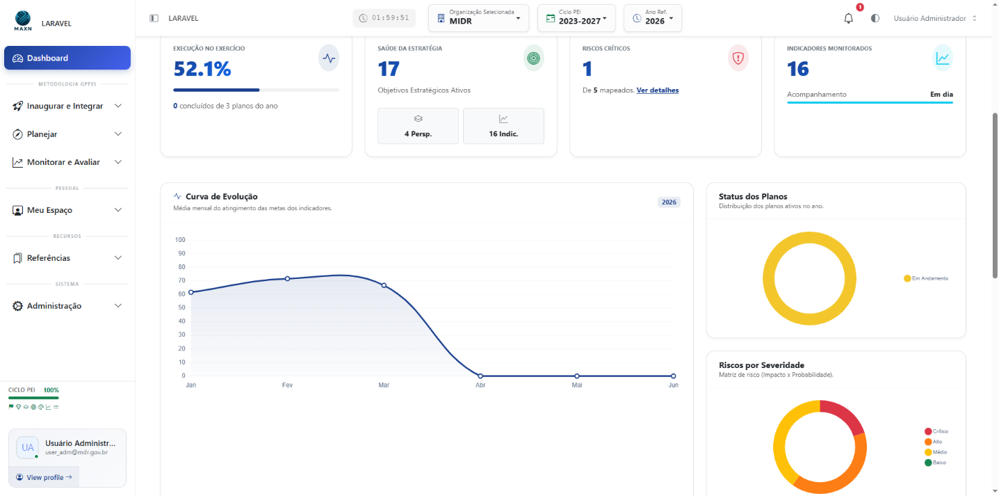 MAXN
LARAVEL
Dashboard
METODOLOGIA GPPEI
Inaugurar e Integrar
Planejar
Monitorar e Avaliar
PESSOAL
Meu Espaço
RECURSOS
Referências
SISTEMA
Administração
CICLO PEI 100%
UA
Usuário Administr...
user_adm@mdr.gov.br
View profile
LARAVEL
01:59:51
Organização Selecionada
MIDR
Ciclo PEI
2023-2027
Ano Ref.
2026
1
Usuário Administrador
EXECUÇÃO NO EXERCÍCIO
52.1%
0 concluídos de 3 planos do ano
SAÚDE DA ESTRATÉGIA
17
Objetivos Estratégicos Ativos
4 Persp.
16 Indic.
RISCOS CRÍTICOS
1
De 5 mapeados. Ver detalhes
INDICADORES MONITORADOS
16
Acompanhamento Em dia
Curva de Evolução
Média mensal do atingimento das metas dos indicadores.
2026
100
90
80
70
60
50
40
30
20
10
0
Jan Fev Mar Abr Mai Jun
Status dos Planos
Distribuição dos planos ativos no ano.
Em Andamento
Riscos por Severidade
Matriz de risco (Impacto x Probabilidade).
Crítico
Alto
Médio
Baixo